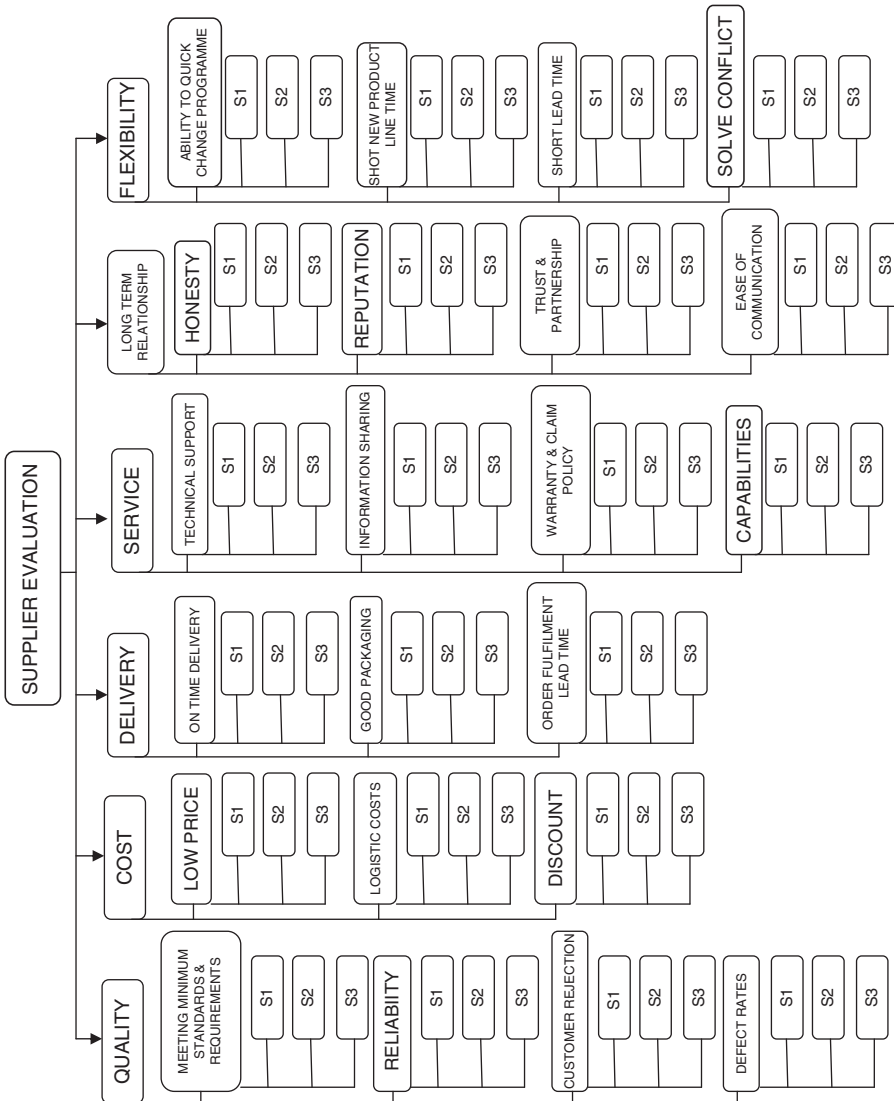 SUPPLIER EVALUATION
QUALITY
MEETING MINIMUM
STANDARDS &
REQUIREMENTS
S1
S2
S3
RELIABIITY
S1
S2
S3
CUSTOMER REJECTION
S1
S2
S3
DEFECT RATES
S1
S2
S3
COST
LOW PRICE
S1
S2
S3
LOGISTIC COSTS
S1
S2
S3
DISCOUNT
S1
S2
S3
DELIVERY
ON TIME DELIVERY
S1
S2
S3
GOOD PACKAGING
S1
S2
S3
ORDER FULFILMENT
LEAD TIME
S1
S2
S3
SERVICE
TECHNICAL SUPPORT
S1
S2
S3
INFORMATION SHARING
S1
S2
S3
WARRANTY & CLAIM
POLICY
S1
S2
S3
CAPABILITIES
S1
S2
S3
LONG TERM
RELATIONSHIP
HONESTY
S1
S2
S3
REPUTATION
S1
S2
S3
TRUST &
PARTNERSHIP
S1
S2
S3
EASE OF
COMMUNICATION
S1
S2
S3
FLEXIBILITY
ABILITY TO QUICK
CHANGE PROGRAMME
S1
S2
S3
SHOT NEW PRODUCT
LINE TIME
S1
S2
S3
SHORT LEAD TIME
S1
S2
S3
SOLVE CONFLICT
S1
S2
S3